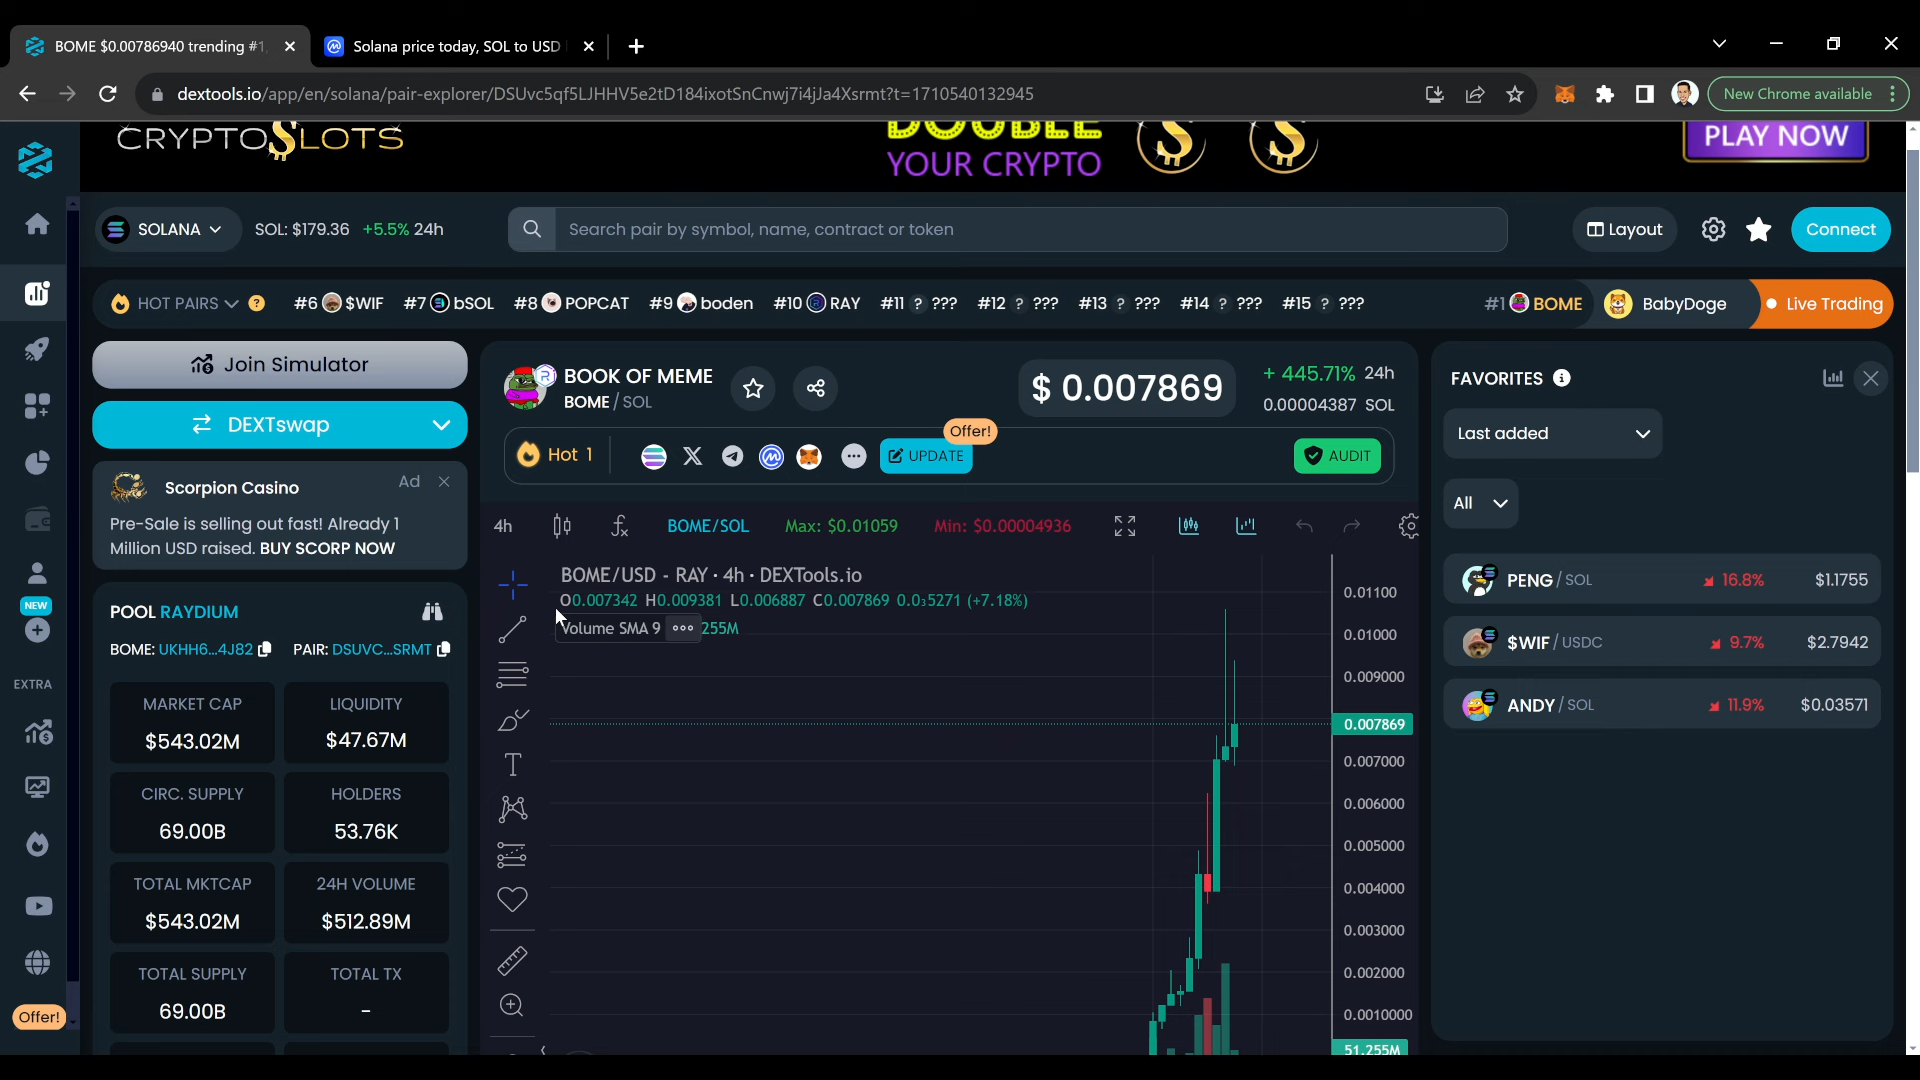 BOME $0.00786940 trending #1
Solana price today, SOL to USD
dextools.io/app/en/solana/pair-explorer/DSUvc5qf5LJHHV5e2tD184ixotSnCnwj7i4jJa4Xsrmt?t=1710540132945
New Chrome available
CRYPTO$LOTS
DOUBLE
YOUR CRYPTO
PLAY NOW
SOLANA
SOL: $179.36 +5.5% 24h
Search pair by symbol, name, contract or token
Layout
Connect
HOT PAIRS ?
#6 $WIF #7 bSOL #8 POPCAT #9 boden #10 RAY #11 ? ??? #12 ? ??? #13 ? ??? #14 ? ??? #15 ? ???
#1 BOME
BabyDoge
Live Trading
Join Simulator
DEXTswap
Scorpion Casino
Ad
Pre-Sale is selling out fast! Already 1
Million USD raised. BUY SCORP NOW
POOL RAYDIUM
BOME: UKHH6...4J82 PAIR: DSUVC...SRMT
MARKET CAP
$543.02M
LIQUIDITY
$47.67M
CIRC. SUPPLY
69.00B
HOLDERS
53.76K
TOTAL MKTCAP
$543.02M
24H VOLUME
$512.89M
TOTAL SUPPLY
69.00B
TOTAL TX
-
NEW
EXTRA
Offer!
BOOK OF MEME
BOME / SOL
$ 0.007869
+ 445.71% 24h
0.00004387 SOL
Hot 1
UPDATE
Offer!
AUDIT
4h
BOME/SOL
Max: $0.01059
Min: $0.00004936
BOME/USD - RAY · 4h · DEXTools.io
O0.007342 H0.009381 L0.006887 C0.007869 0.0₃5271 (+7.18%)
Volume SMA 9
255M
0.01100
0.01000
0.009000
0.007869
0.007000
0.006000
0.005000
0.004000
0.003000
0.002000
0.0010000
51.255M
FAVORITES
Last added
All
PENG / SOL 16.8% $1.1755
$WIF / USDC 9.7% $2.7942
ANDY / SOL 11.9% $0.03571